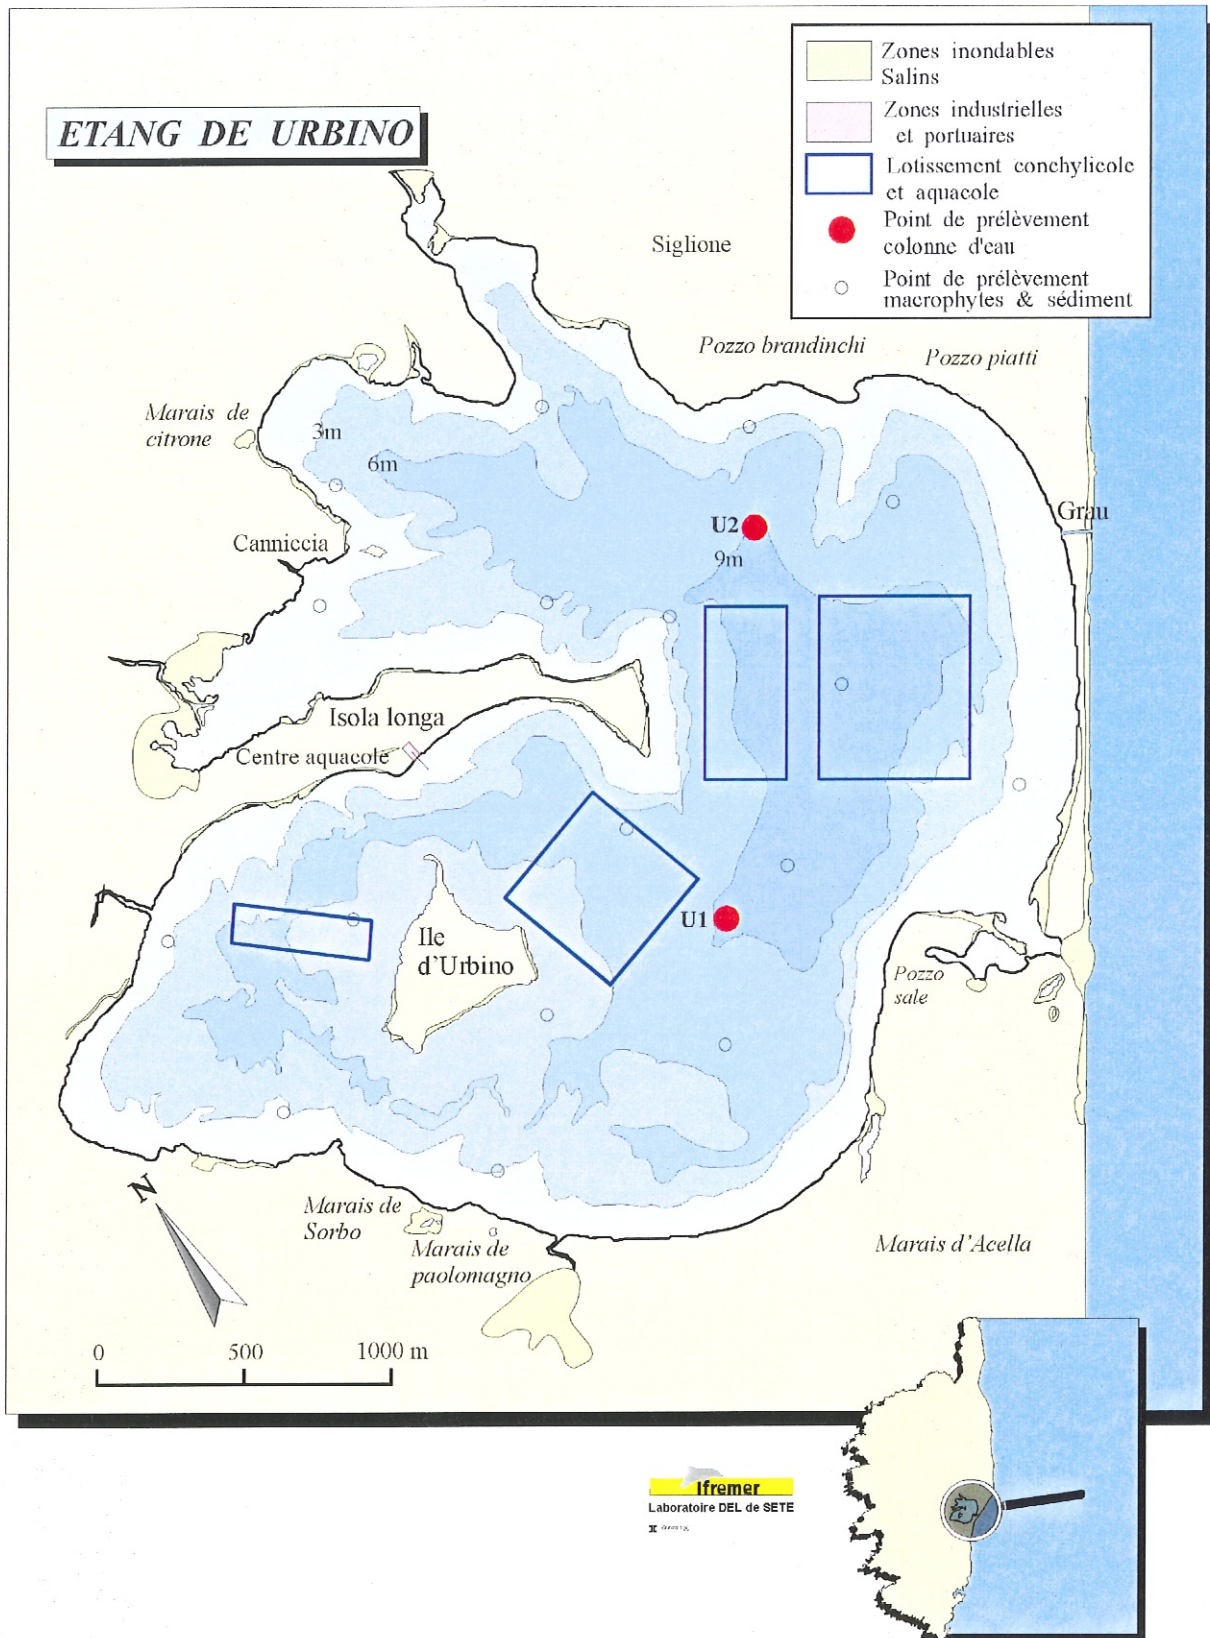 ETANG DE URBINO
Zones inondables
Salins
Zones industrielles
et portuaires
Lotissement conchylicole
et aquacole
Point de prélèvement
colonne d'eau
Point de prélèvement
macrophytes & sédiment
Siglione
Pozzo brandinchi
Pozzo piatti
Marais de
citrone
3m
6m
Grau
U2
9m
Canniccia
Isola longa
Centre aquacole
U1
Ile
d'Urbino
Pozzo
sale
N
Marais de
Sorbo
Marais de
paolomagno
Marais d'Acella
0 500 1000 m
Ifremer
Laboratoire DEL de SETE